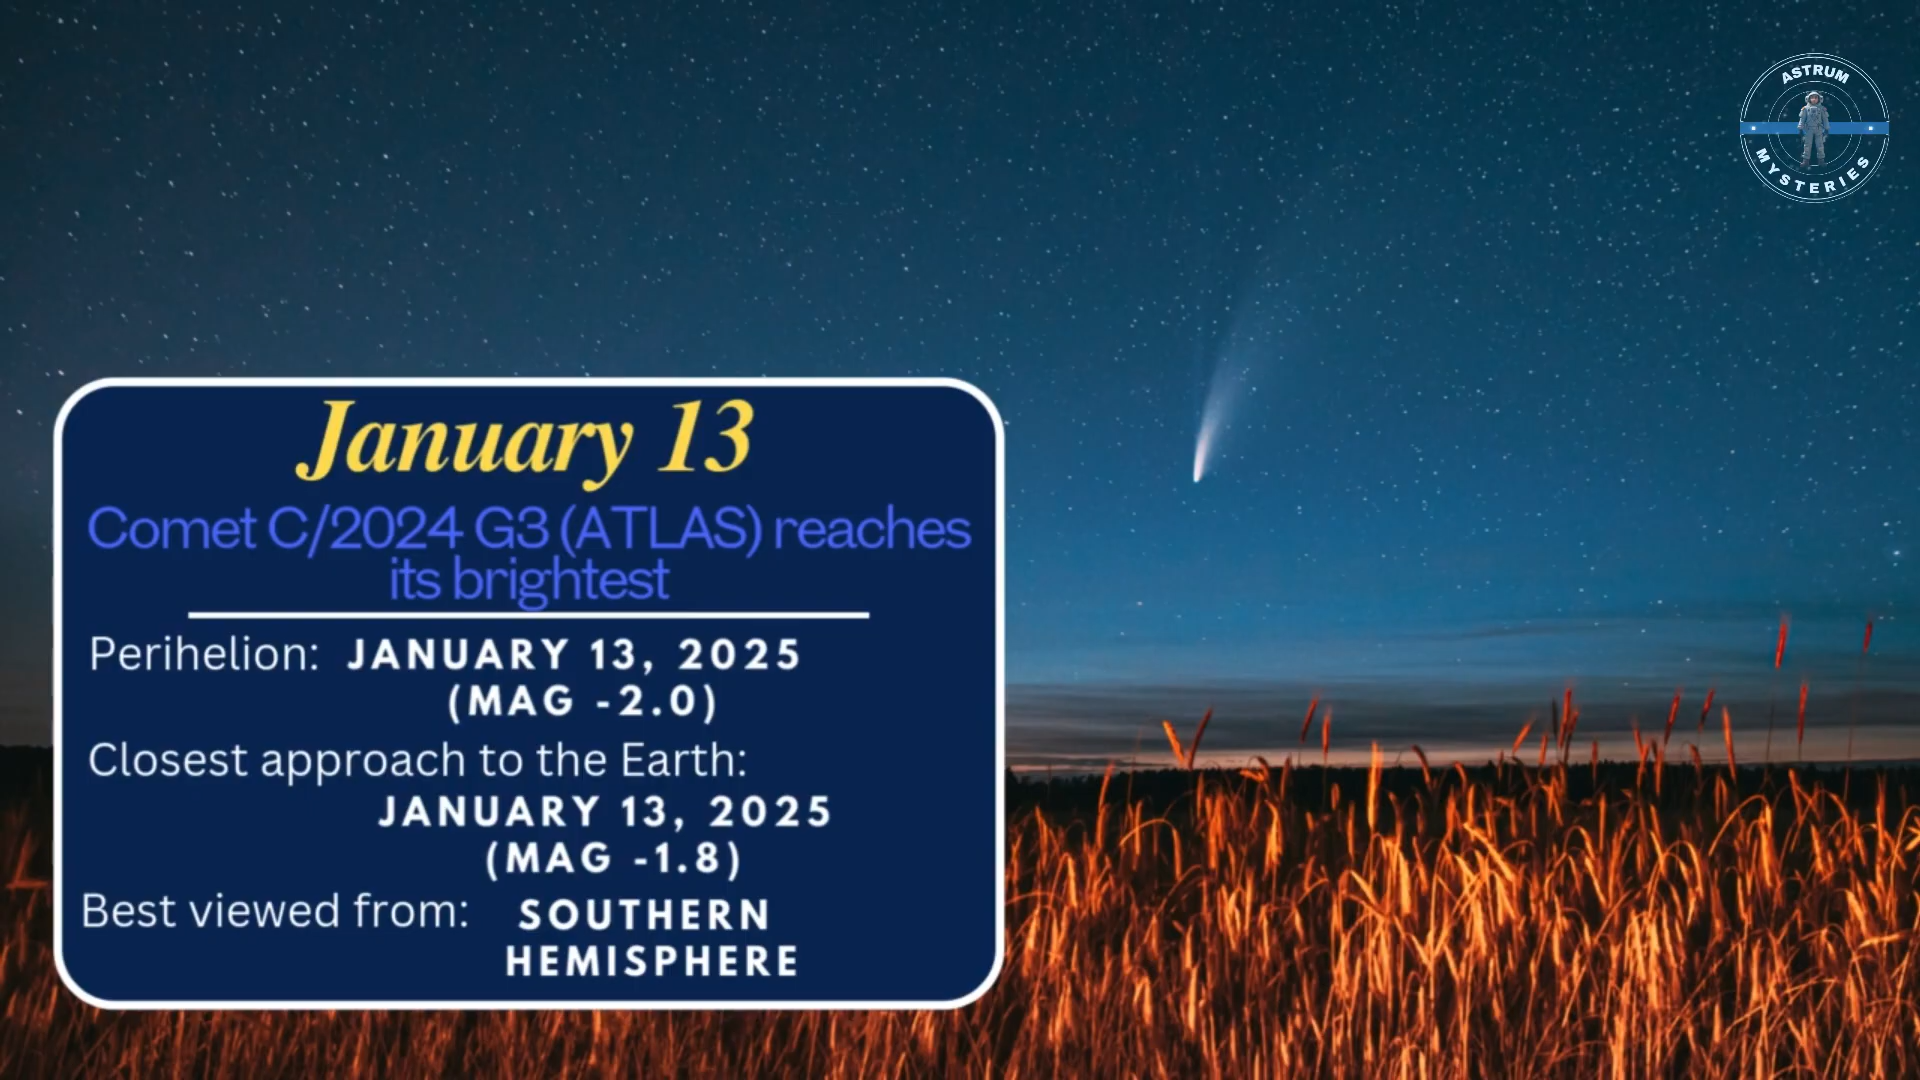 ASTRUM
MYSTERIES
January 13
Comet C/2024 G3 (ATLAS) reaches
its brightest
Perihelion: JANUARY 13, 2025
(MAG -2.0)
Closest approach to the Earth:
JANUARY 13, 2025
(MAG -1.8)
Best viewed from: SOUTHERN
HEMISPHERE